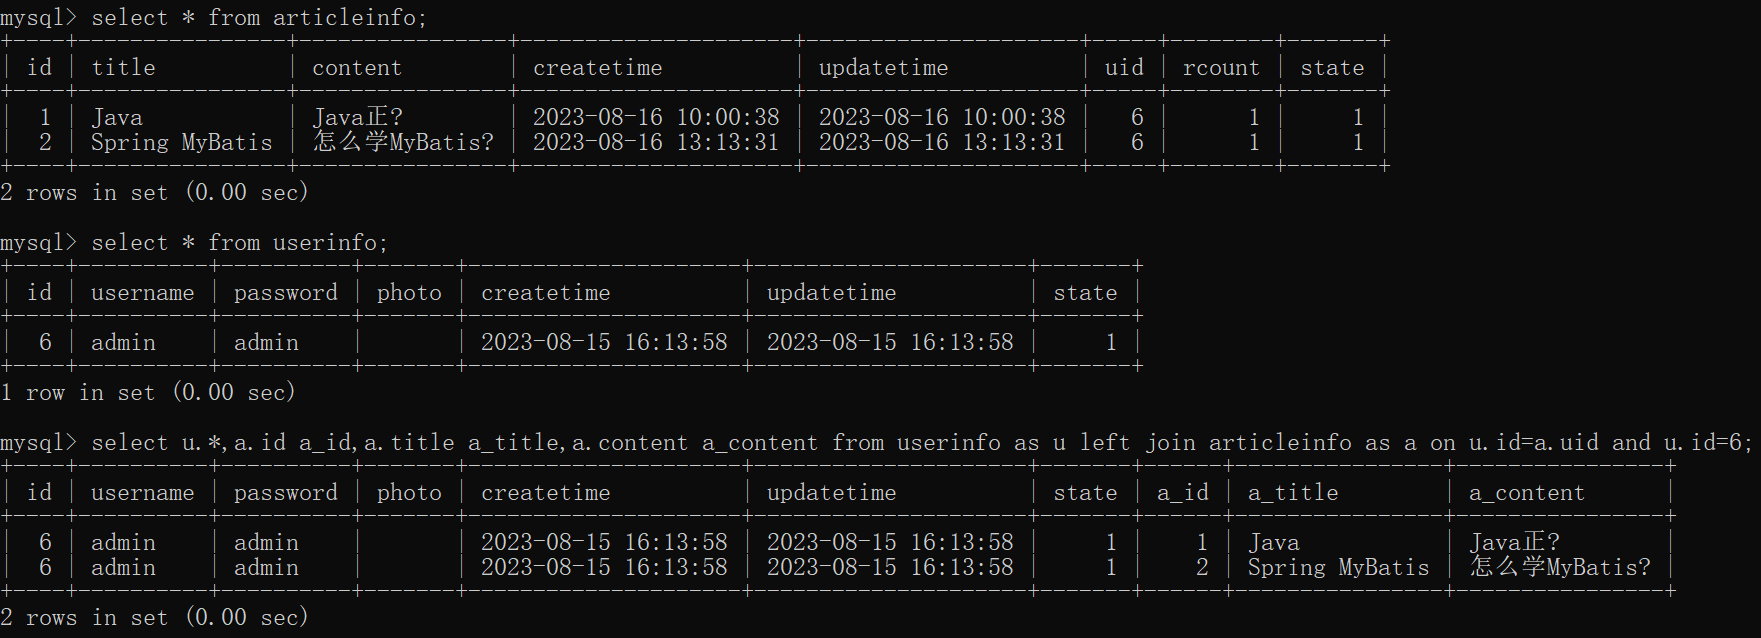 mysql> select * from articleinfo;
+----+---------------+----------------+---------------------+---------------------+-----+--------+-------+
| id | title         | content        | createtime          | updatetime          | uid | rcount | state |
+----+---------------+----------------+---------------------+---------------------+-----+--------+-------+
|  1 | Java          | Java正?        | 2023-08-16 10:00:38 | 2023-08-16 10:00:38 |   6 |      1 |     1 |
|  2 | Spring MyBatis | 怎么学MyBatis? | 2023-08-16 13:13:31 | 2023-08-16 13:13:31 |   6 |      1 |     1 |
+----+---------------+----------------+---------------------+---------------------+-----+--------+-------+
2 rows in set (0.00 sec)
mysql> select * from userinfo;
+----+----------+----------+-------+---------------------+---------------------+-------+
| id | username | password | photo | createtime          | updatetime          | state |
+----+----------+----------+-------+---------------------+---------------------+-------+
|  6 | admin    | admin    |       | 2023-08-15 16:13:58 | 2023-08-15 16:13:58 |     1 |
+----+----------+----------+-------+---------------------+---------------------+-------+
1 row in set (0.00 sec)
mysql> select u.*,a.id a_id,a.title a_title,a.content a_content from userinfo as u left join articleinfo as a on u.id=a.uid and u.id=6;
+----+----------+----------+-------+---------------------+---------------------+-------+------+----------------+----------------+
| id | username | password | photo | createtime          | updatetime          | state | a_id | a_title        | a_content      |
+----+----------+----------+-------+---------------------+---------------------+-------+------+----------------+----------------+
|  6 | admin    | admin    |       | 2023-08-15 16:13:58 | 2023-08-15 16:13:58 |     1 |    1 | Java           | Java正?        |
|  6 | admin    | admin    |       | 2023-08-15 16:13:58 | 2023-08-15 16:13:58 |     1 |    2 | Spring MyBatis | 怎么学MyBatis? |
+----+----------+----------+-------+---------------------+---------------------+-------+------+----------------+----------------+
2 rows in set (0.00 sec)